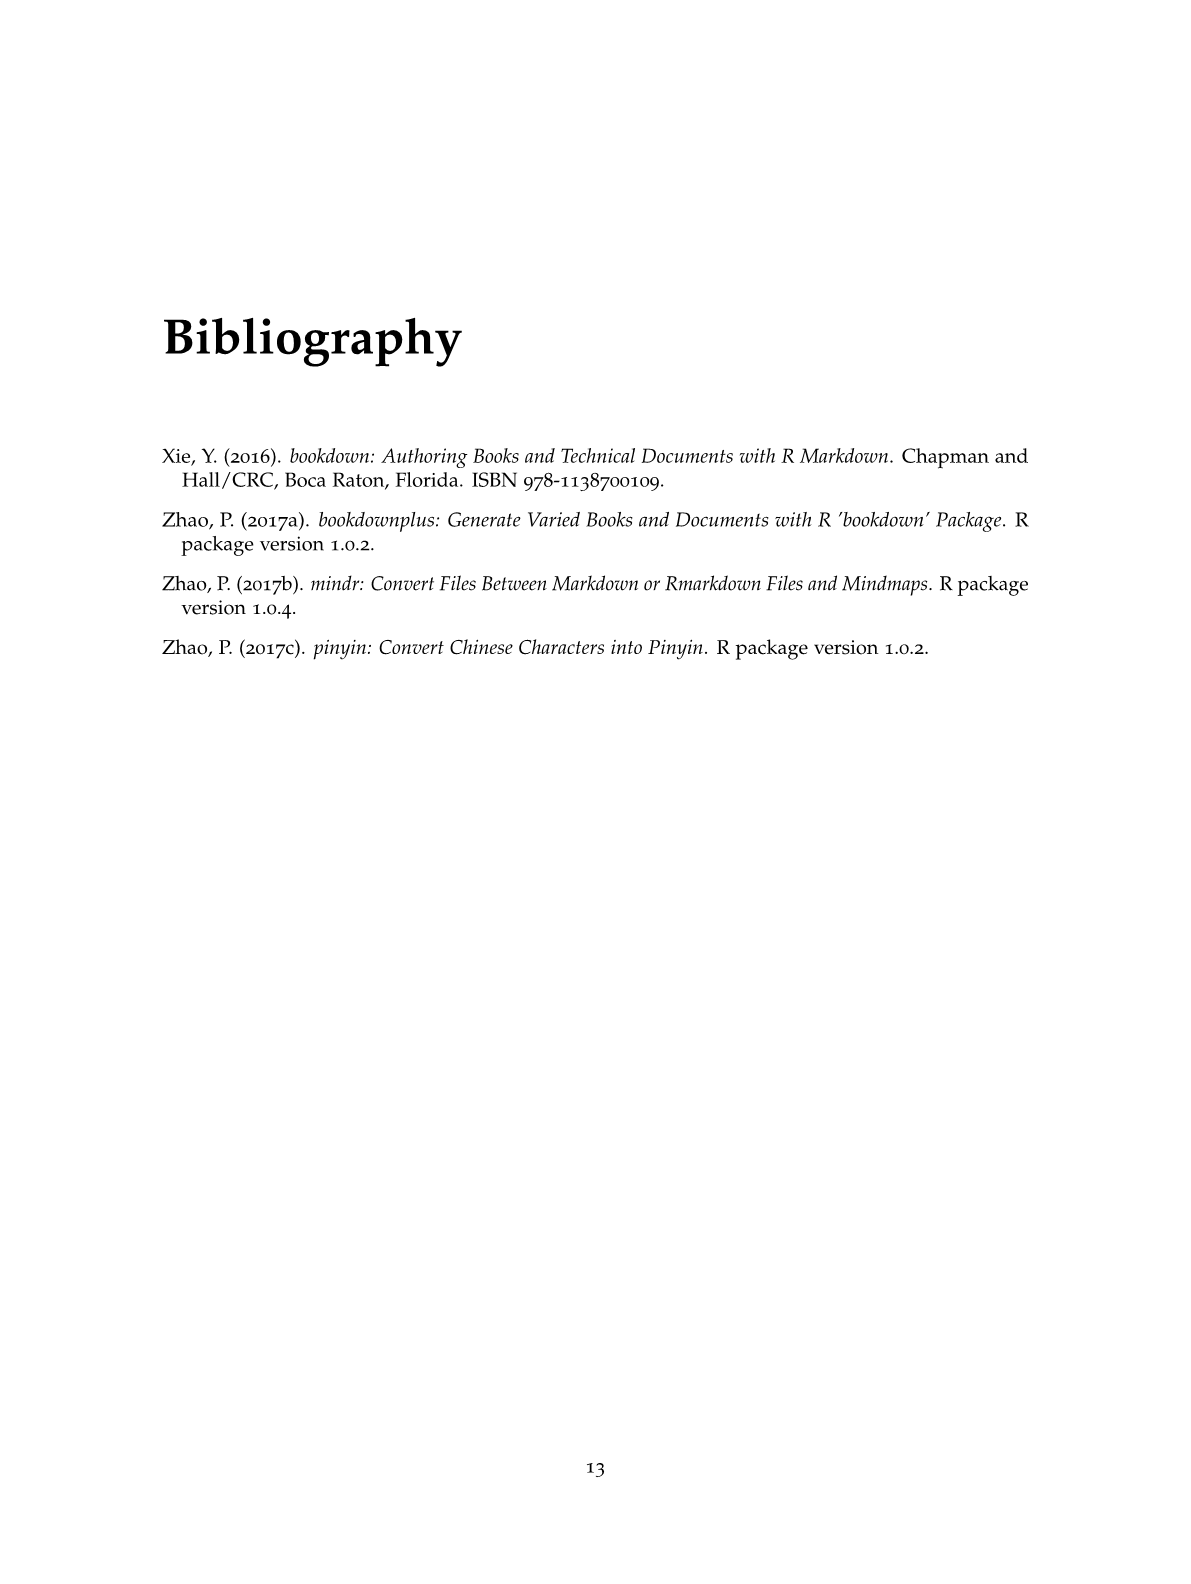 Bibliography
Xie, Y. (2016). bookdown: Authoring Books and Technical Documents with R Markdown. Chapman and
Hall/CRC, Boca Raton, Florida. ISBN 978-1138700109.
Zhao, P. (2017a). bookdownplus: Generate Varied Books and Documents with R 'bookdown' Package. R
package version 1.0.2.
Zhao, P. (2017b). mindr: Convert Files Between Markdown or Rmarkdown Files and Mindmaps. R package
version 1.0.4.
Zhao, P. (2017c). pinyin: Convert Chinese Characters into Pinyin. R package version 1.0.2.
13